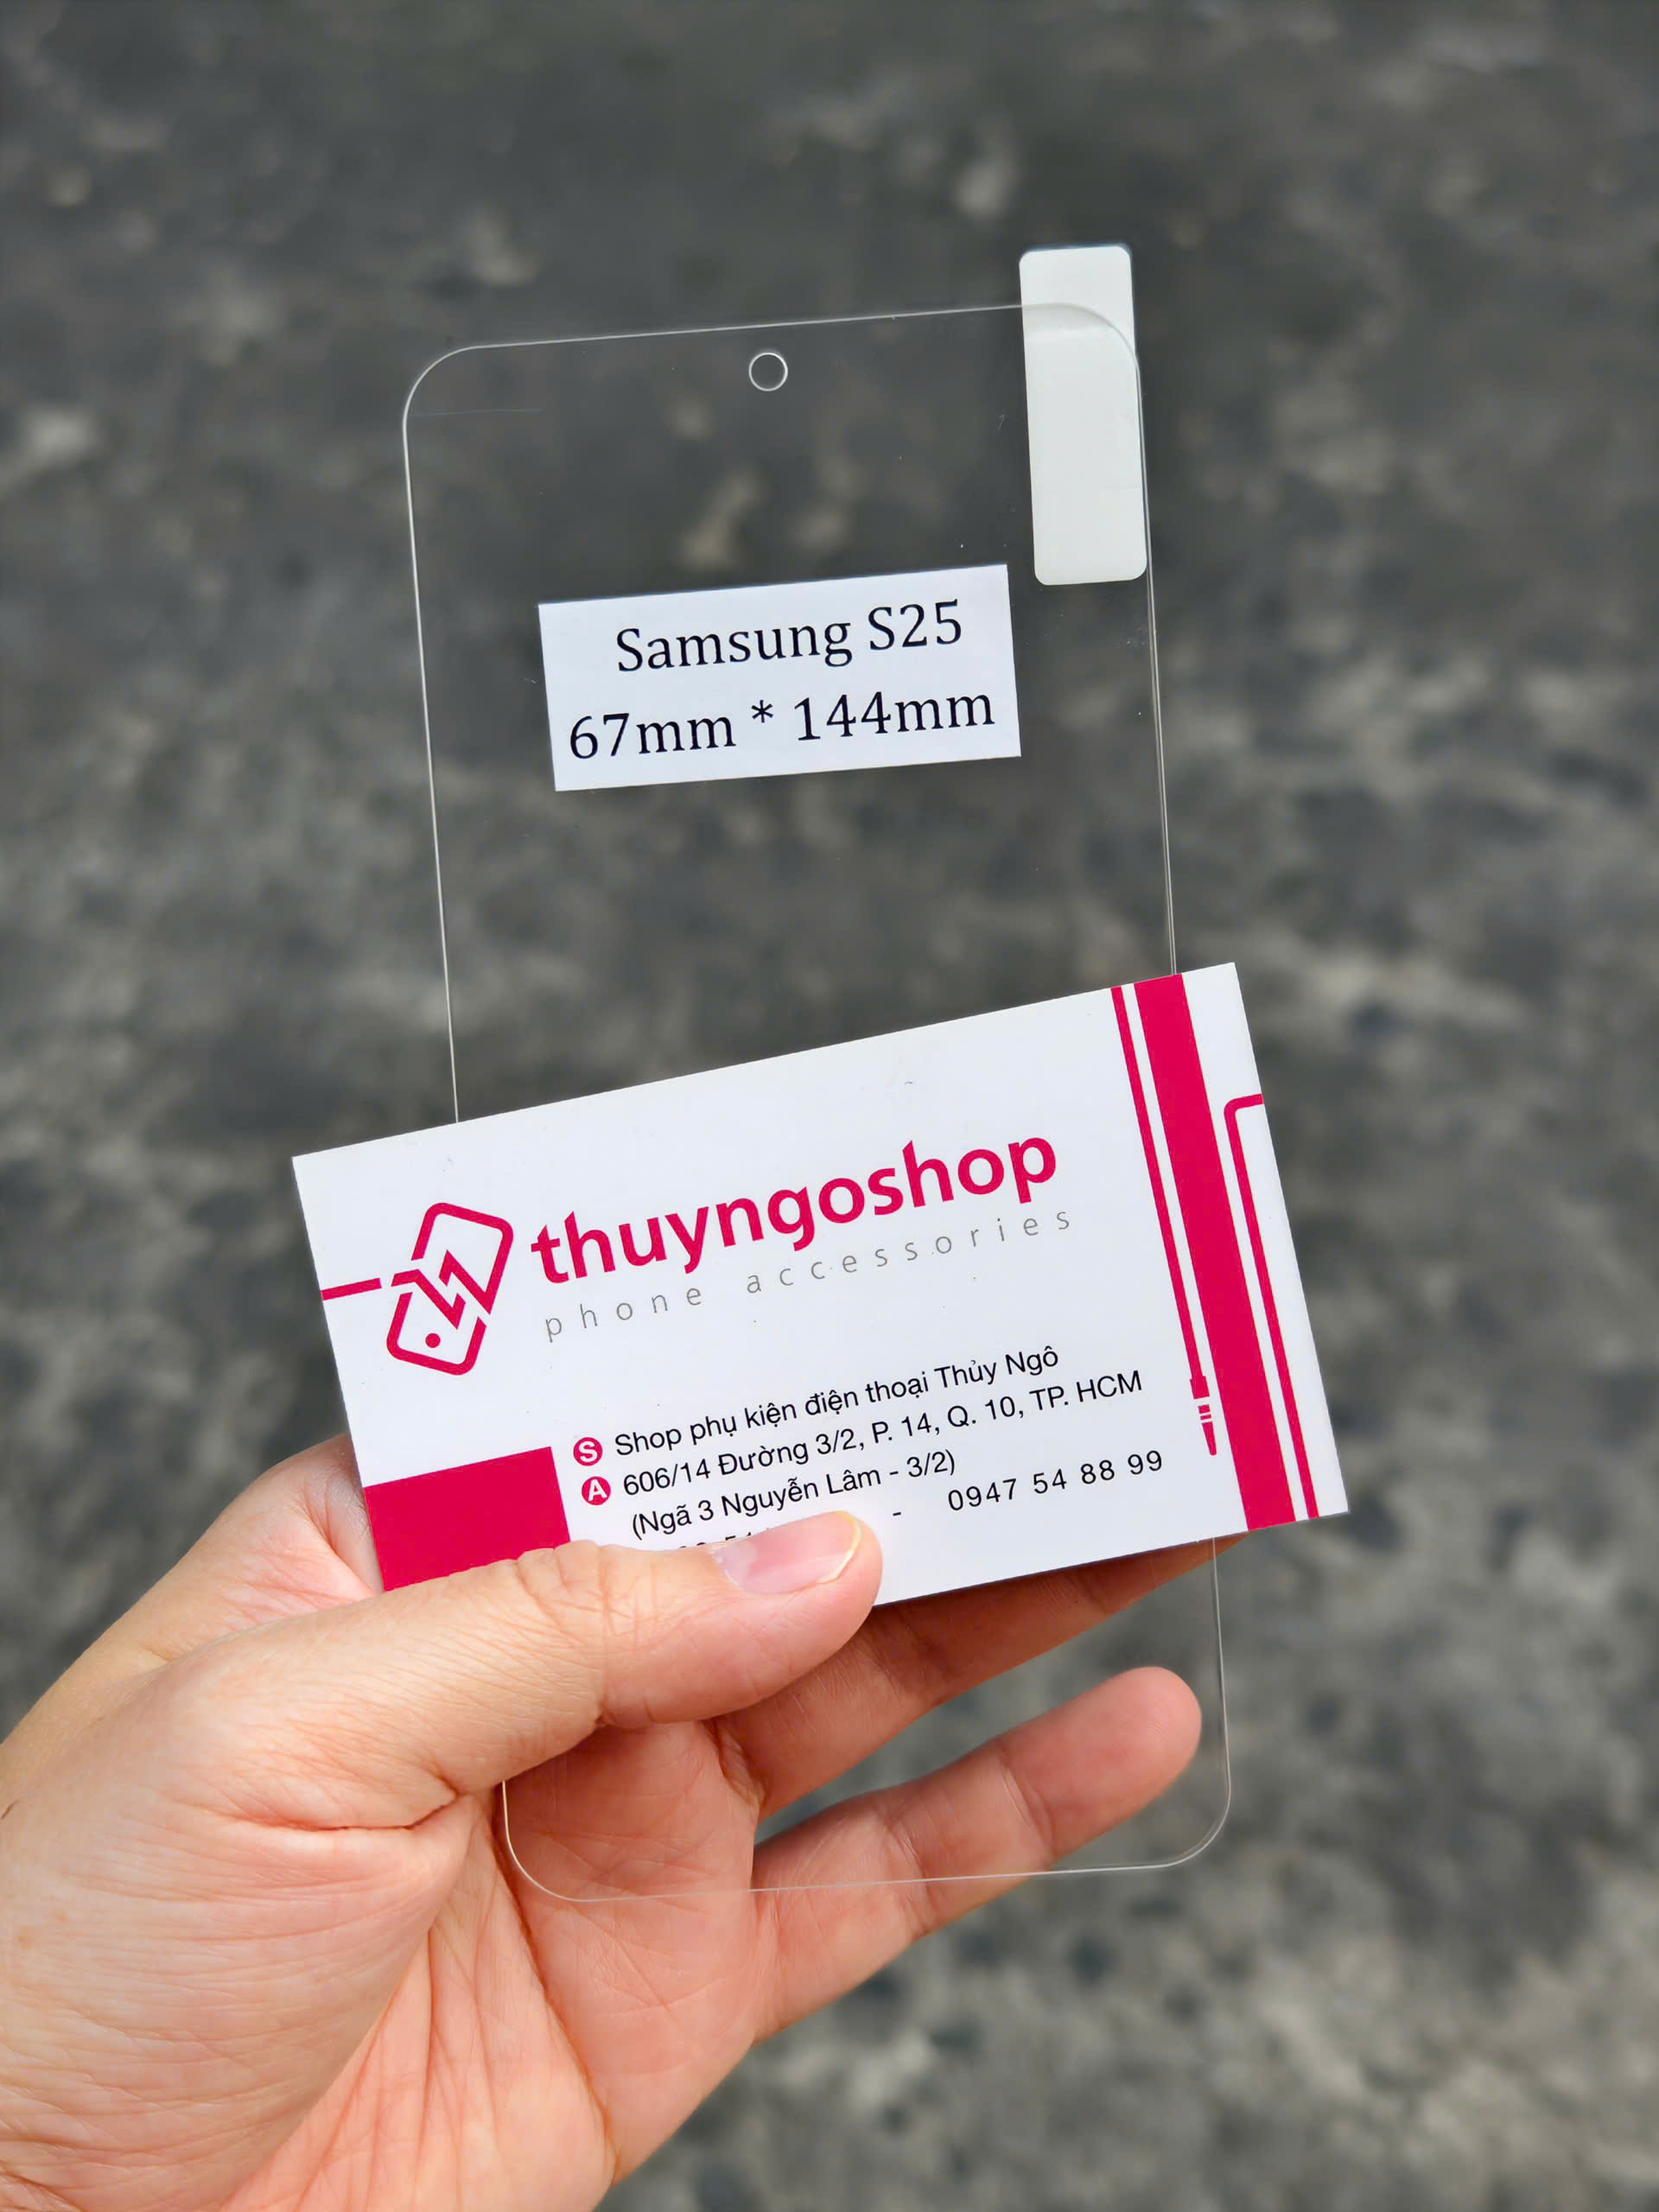 Samsung S25
67mm * 144mm
thuyngoshop
phone accessories
S Shop phụ kiện điện thoại Thủy Ngô
A 606/14 Đường 3/2, P. 14, Q. 10, TP. HCM
(Ngã 3 Nguyễn Lâm - 3/2)
- 0947 54 88 99